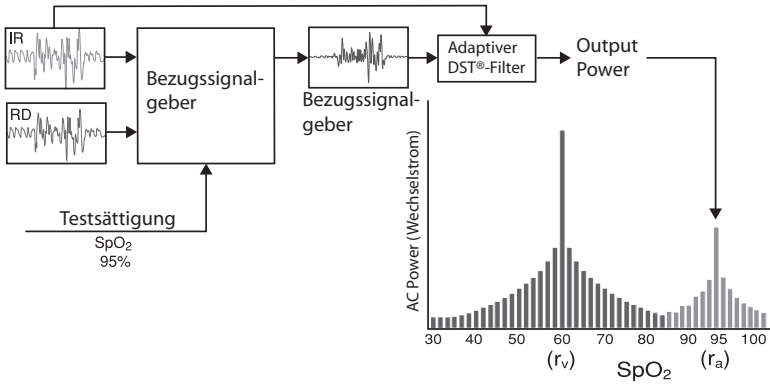 IR
RD
Bezugssignal-
geber
Bezugssignal-
geber
Adaptiver
DST®-Filter
Output
Power
Testsättigung
SpO₂
95%
AC Power (Wechselstrom)
30 40 50 60 70 80 90 95 100
(rᵥ) (rₐ)
SpO₂